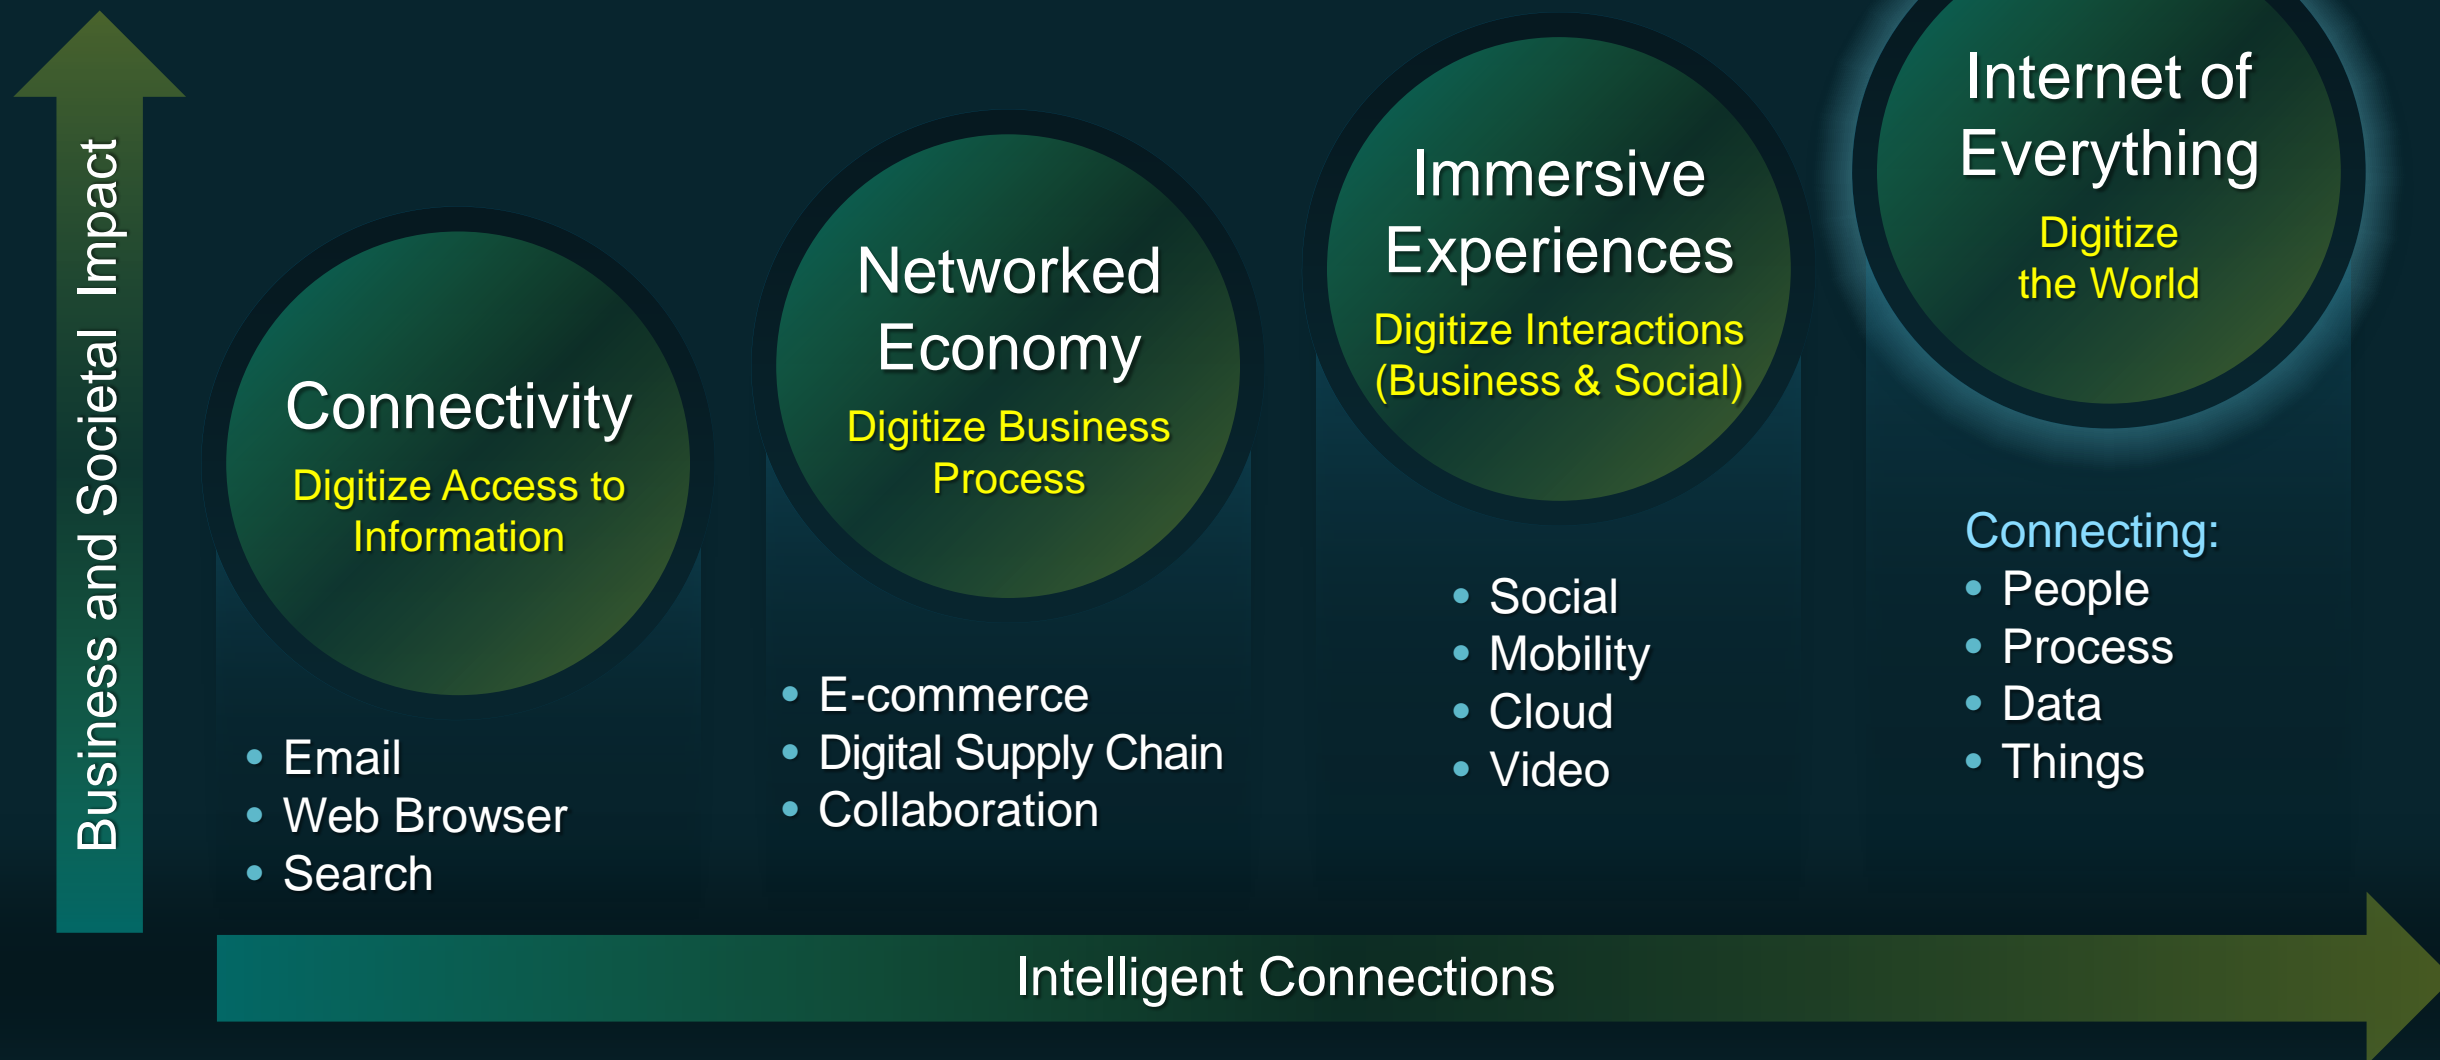 Business and Societal Impact
Connectivity
Digitize Access to
Information
• Email
• Web Browser
• Search
Networked
Economy
Digitize Business
Process
• E-commerce
• Digital Supply Chain
• Collaboration
Immersive
Experiences
Digitize Interactions
(Business & Social)
• Social
• Mobility
• Cloud
• Video
Internet of
Everything
Digitize
the World
Connecting:
• People
• Process
• Data
• Things
Intelligent Connections